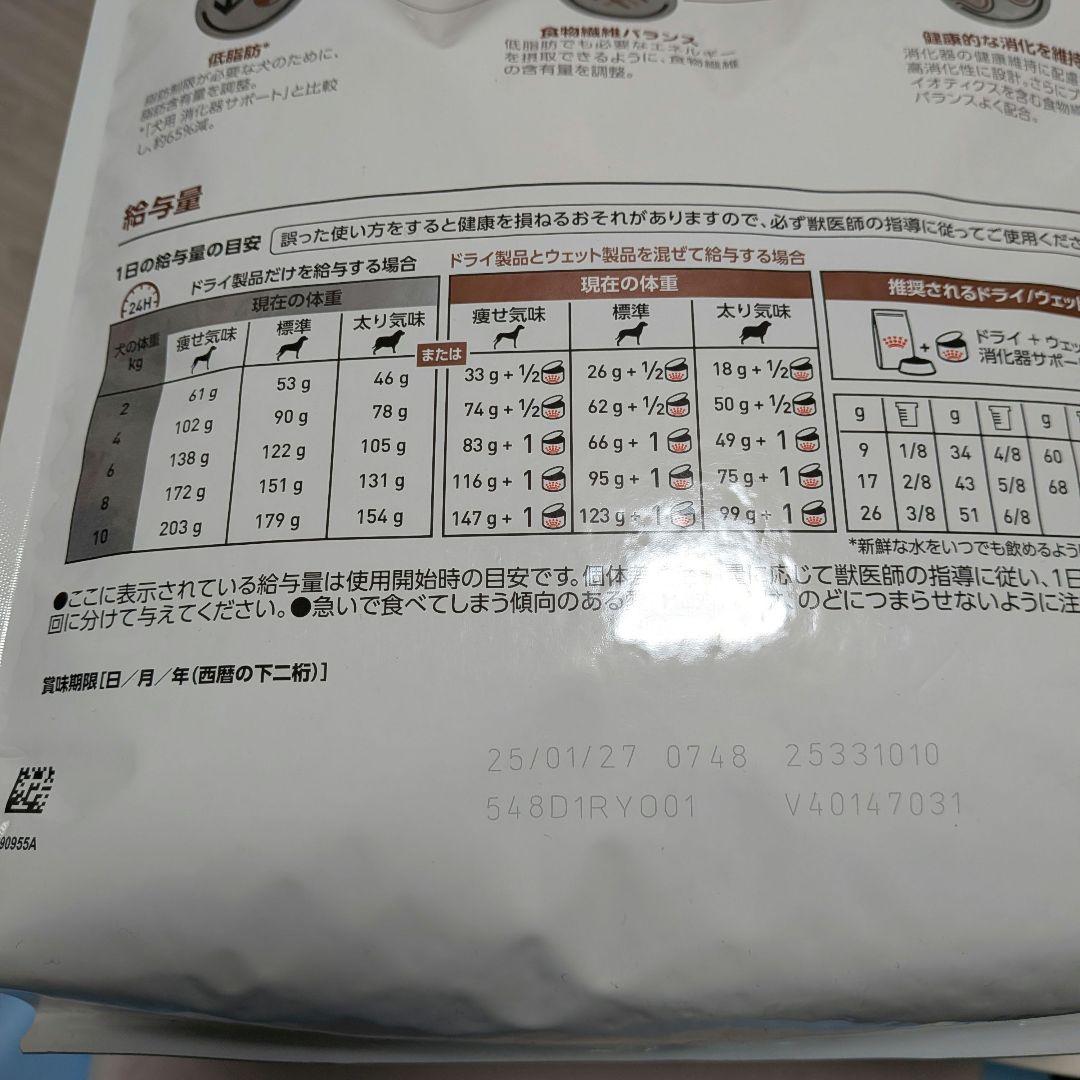 低脂肪*
脂肪制限が必要な犬のために、
脂肪含有量を調整。
*「犬用 消化器サポート」と比較
し、約65%減。
食物繊維バランス
低脂肪でも必要なエネルギー
を摂取できるように、食物繊維
の含有量を調整。
健康的な消化を維持
消化器の健康維持に配慮
高消化性に設計。さらにプ
イオティクスを含む食物繊
バランスよく配合。
給与量
1日の給与量の目安 誤った使い方をすると健康を損ねるおそれがありますので、必ず獣医師の指導に従ってご使用くださ
24H
ドライ製品だけを給与する場合
ドライ製品とウェット製品を混ぜて給与する場合
現在の体重
現在の体重
推奨されるドライ/ウェット
犬の体重 kg 痩せ気味 標準 太り気味 または 痩せ気味 標準 太り気味
ドライ + ウェッ
消化器サポー
2 61 g 53 g 46 g 33 g + 1/2 26 g + 1/2 18 g + 1/2
4 102 g 90 g 78 g 74 g + 1/2 62 g + 1/2 50 g + 1/2
6 138 g 122 g 105 g 83 g + 1 66 g + 1 49 g + 1
8 172 g 151 g 131 g 116 g + 1 95 g + 1 75 g + 1
10 203 g 179 g 154 g 147 g + 1 123 g + 1 99 g + 1
g g g
9 1/8 34 4/8 60
17 2/8 43 5/8 68
26 3/8 51 6/8
*新鮮な水をいつでも飲めるよう
●ここに表示されている給与量は使用開始時の目安です。個体 応じて獣医師の指導に従い、1日
回に分けて与えてください。●急いで食べてしまう傾向のある のどにつまらせないように注
賞味期限[日/月/年(西暦の下二桁)]
25/01/27 0748 25331010
548D1RY001 V40147031
90955A